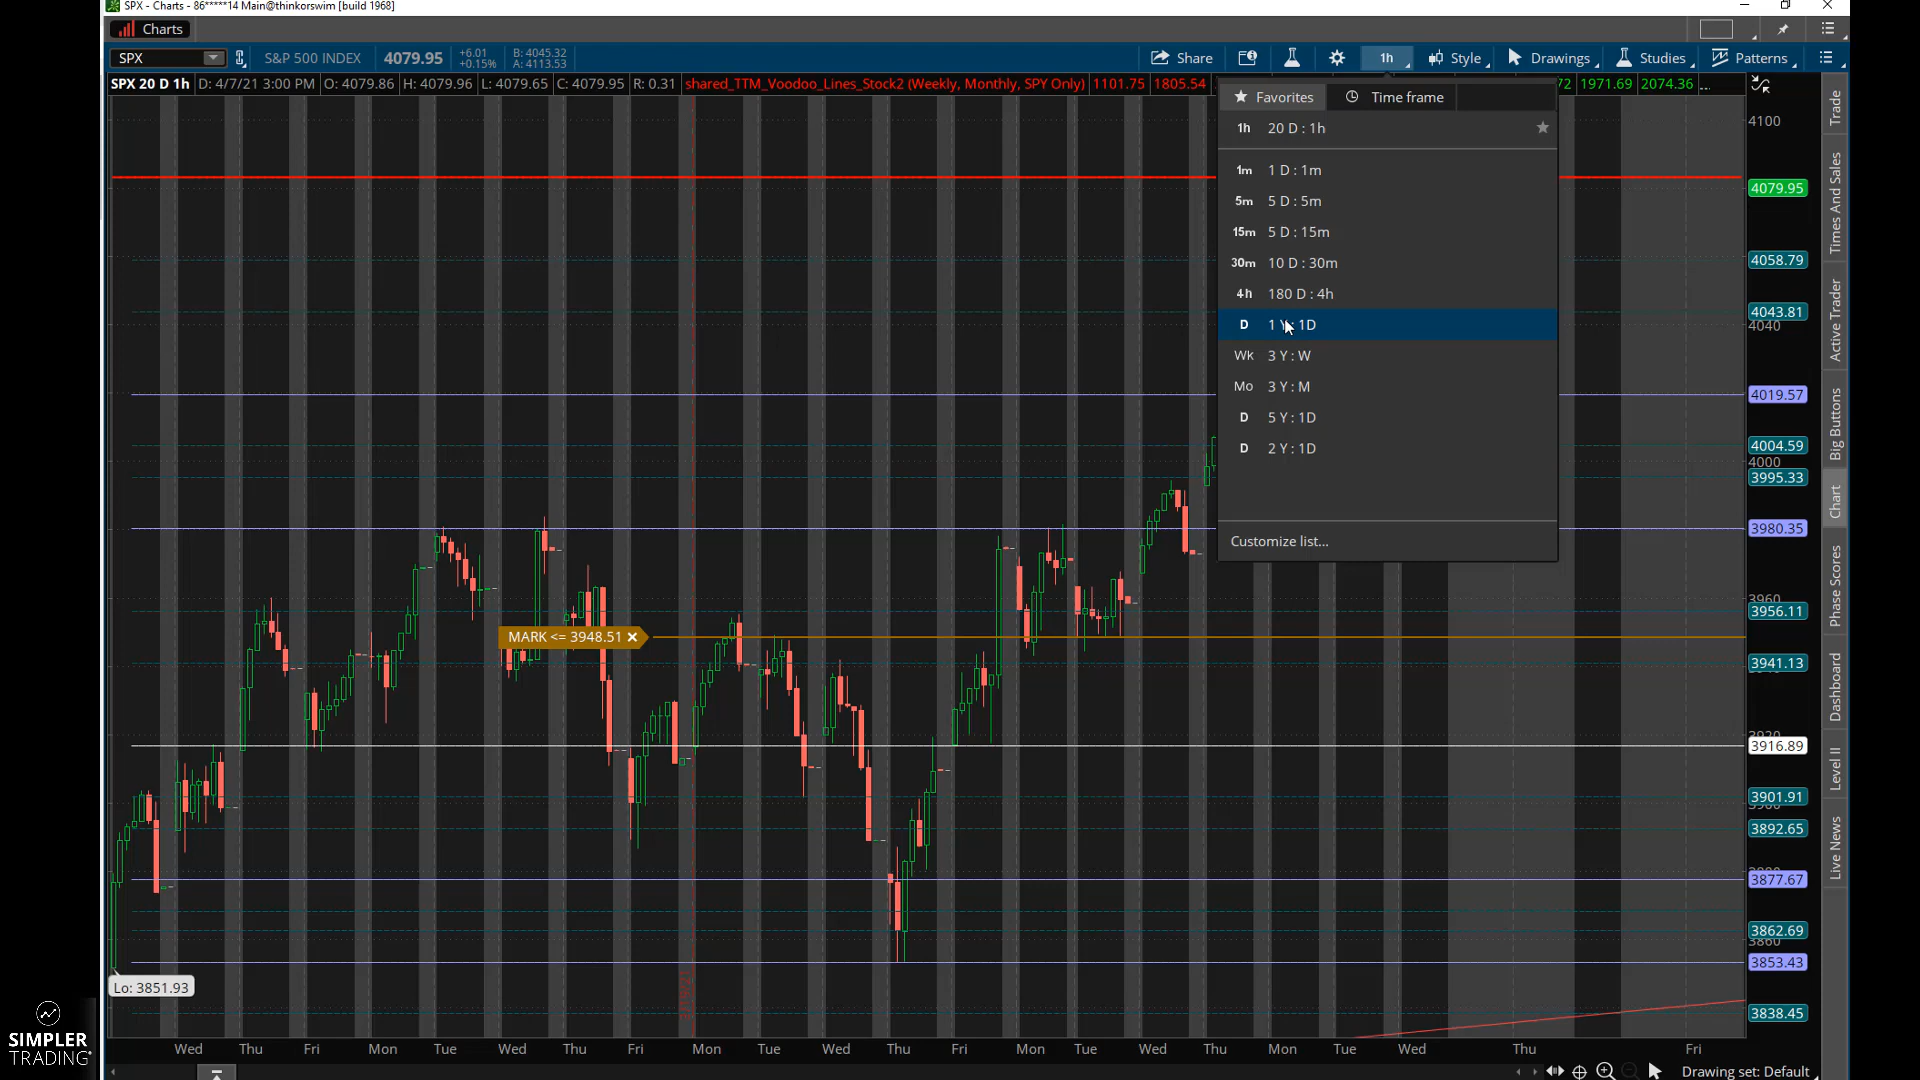 SPX - Charts - 86*****14 Main@thinkorswim [build 1968]
Charts
SPX S&P 500 INDEX 4079.95 +6.01 +0.15% B: 4045.32 A: 4113.53 Share 1h Style Drawings Studies Patterns
SPX 20 D 1h D: 4/7/21 3:00 PM O: 4079.86 H: 4079.96 L: 4079.65 C: 4079.95 R: 0.31 shared_TTM_Voodoo_Lines_Stock2 (Weekly, Monthly, SPY Only) 1101.75 1805.54 72 1971.69 2074.36 ...
Favorites Time frame
1h 20 D : 1h
1m 1 D : 1m
5m 5 D : 5m
15m 5 D : 15m
30m 10 D : 30m
4h 180 D : 4h
D 1 Y : 1D
Wk 3 Y : W
Mo 3 Y : M
D 5 Y : 1D
D 2 Y : 1D
Customize list...
4100
4079.95
4058.79
4043.81
4040
4019.57
4004.59
4000
3995.33
3980.35
3960
3956.11
3941.13
3916.89
3901.91
3892.65
3877.67
3862.69
3860
3853.43
3838.45
MARK <= 3948.51
Lo: 3851.93
Trade
Times And Sales
Active Trader
Big Buttons
Chart
Phase Scores
Dashboard
Level II
Live News
Wed Thu Fri Mon Tue Wed Thu Fri Mon Tue Wed Thu Fri Mon Tue Wed Thu Mon Tue Wed Thu Fri
Drawing set: Default
SIMPLER
TRADING